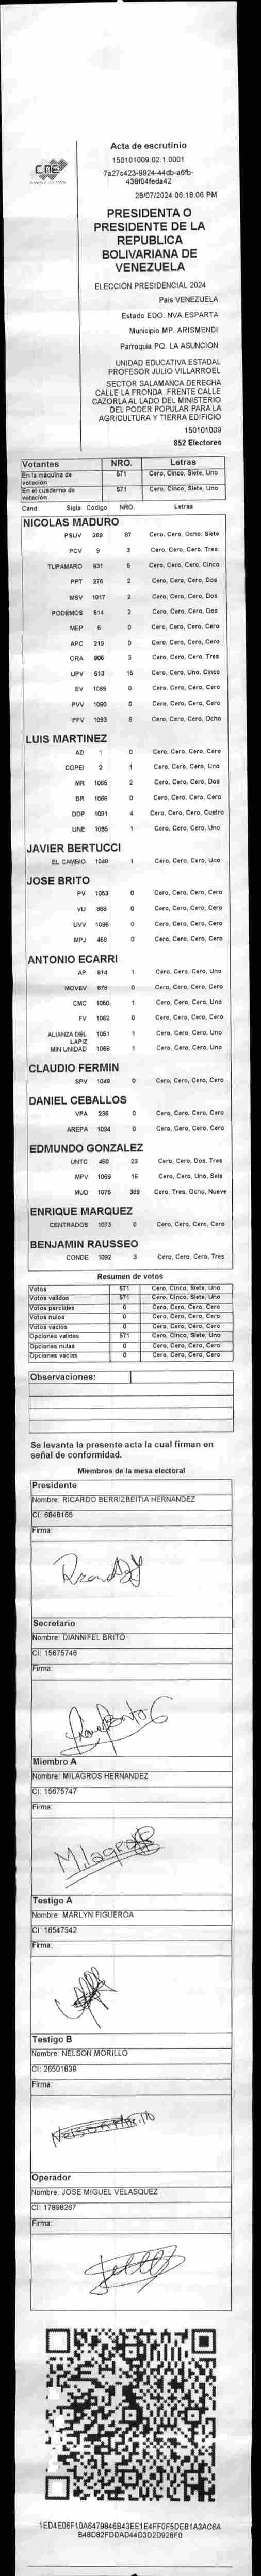 CNE
Acta de escrutinio
150101009.02.1.0001
28/07/2024 06:18:06 PM
PRESIDENTA O
PRESIDENTE DE LA
REPUBLICA
BOLIVARIANA DE
VENEZUELA
ELECCIÓN PRESIDENCIAL 2024
Pais VENEZUELA
Estado EDO. NVA.ESPARTA
Municipio MP. ARISMENDI
Parroquia PQ. LA ASUNCION
UNIDAD EDUCATIVA ESTADAL
PROFESOR JULIO VILLARROEL
SECTOR SALAMANCA DERECHA
CALLE LA FRONDA. FRENTE CALLE
CAZORLA AL LADO DEL MINISTERIO
DEL PODER POPULAR PARA LA
AGRICULTURA Y TIERRA EDIFICIO
150101009
852 Electores
Votantes NRO. Letras
En la máquina de votación 571 Cero, Cinco, Siete, Uno
En el cuaderno de votación 571 Cero, Cinco, Siete, Uno
Cand. Sigla Código NRO. Letras
NICOLAS MADURO
PSUV 269 87 Cero, Cero, Ocho, Siete
PCV 9 3 Cero, Cero, Cero, Tres
TUPAMARO 931 5 Cero, Cero, Cero, Cinco
PPT 276 2 Cero, Cero, Cero, Dos
MSV 1017 2 Cero, Cero, Cero, Dos
PODEMOS 514 2 Cero, Cero, Cero, Dos
MEP 6 0 Cero, Cero, Cero, Cero
APC 219 0 Cero, Cero, Cero, Cero
ORA 906 3 Cero, Cero, Cero, Tres
UPV 513 15 Cero, Cero, Uno, Cinco
EV 1089 0 Cero, Cero, Cero, Cero
PVV 1090 0 Cero, Cero, Cero, Cero
PFV 1093 8 Cero, Cero, Cero, Ocho
LUIS MARTINEZ
AD 1 0 Cero, Cero, Cero, Cero
COPEI 2 1 Cero, Cero, Cero, Uno
MR 1065 2 Cero, Cero, Cero, Dos
BR 1066 0 Cero, Cero, Cero, Cero
DDP 1091 4 Cero, Cero, Cero, Cuatro
UNE 1095 1 Cero, Cero, Cero, Uno
JAVIER BERTUCCI
EL CAMBIO 1048 1 Cero, Cero, Cero, Uno
JOSE BRITO
PV 1053 0 Cero, Cero, Cero, Cero
VU 969 0 Cero, Cero, Cero, Cero
UVV 1096 0 Cero, Cero, Cero, Cero
MPJ 458 0 Cero, Cero, Cero, Cero
ANTONIO ECARRI
AP 914 1 Cero, Cero, Cero, Uno
MOVEV 878 0 Cero, Cero, Cero, Cero
CMC 1050 1 Cero, Cero, Cero, Uno
FV 1062 0 Cero, Cero, Cero, Cero
ALIANZA DEL LAPIZ 1051 1 Cero, Cero, Cero, Uno
MIN UNIDAD 1068 1 Cero, Cero, Cero, Uno
CLAUDIO FERMIN
SPV 1049 0 Cero, Cero, Cero, Cero
DANIEL CEBALLOS
VPA 236 0 Cero, Cero, Cero, Cero
AREPA 1094 0 Cero, Cero, Cero, Cero
EDMUNDO GONZALEZ
UNTC 460 23 Cero, Cero, Dos, Tres
MPV 1069 16 Cero, Cero, Uno, Seis
MUD 1075 389 Cero, Tres, Ocho, Nueve
ENRIQUE MARQUEZ
CENTRADOS 1073 0 Cero, Cero, Cero, Cero
BENJAMIN RAUSSEO
CONDE 1092 3 Cero, Cero, Cero, Tres
Resumen de votos
Votos 571 Cero, Cinco, Siete, Uno
Votos válidos 571 Cero, Cinco, Siete, Uno
Votos parciales 0 Cero, Cero, Cero, Cero
Votos nulos 0 Cero, Cero, Cero, Cero
Votos vacíos 0 Cero, Cero, Cero, Cero
Opciones válidas 571 Cero, Cinco, Siete, Uno
Opciones nulas 0 Cero, Cero, Cero, Cero
Opciones vacías 0 Cero, Cero, Cero, Cero
Observaciones:
Se levanta la presente acta la cual firman en
señal de conformidad.
Miembros de la mesa electoral
Presidente
Nombre: RICARDO BERRIZBEITIA HERNANDEZ
CI: 6848165
Firma:
Secretario
Nombre: DIANNIFEL BRITO
CI: 15675746
Firma:
Miembro A
Nombre: MILAGROS HERNANDEZ
CI: 15675747
Firma:
Milagros
Testigo A
Nombre: MARLYN FIGUEROA
CI: 16547542
Firma:
Testigo B
Nombre: NELSON MORILLO
CI: 26501839
Firma:
Nelson Morillo
Operador
Nombre: JOSE MIGUEL VELASQUEZ
CI: 17898267
Firma: